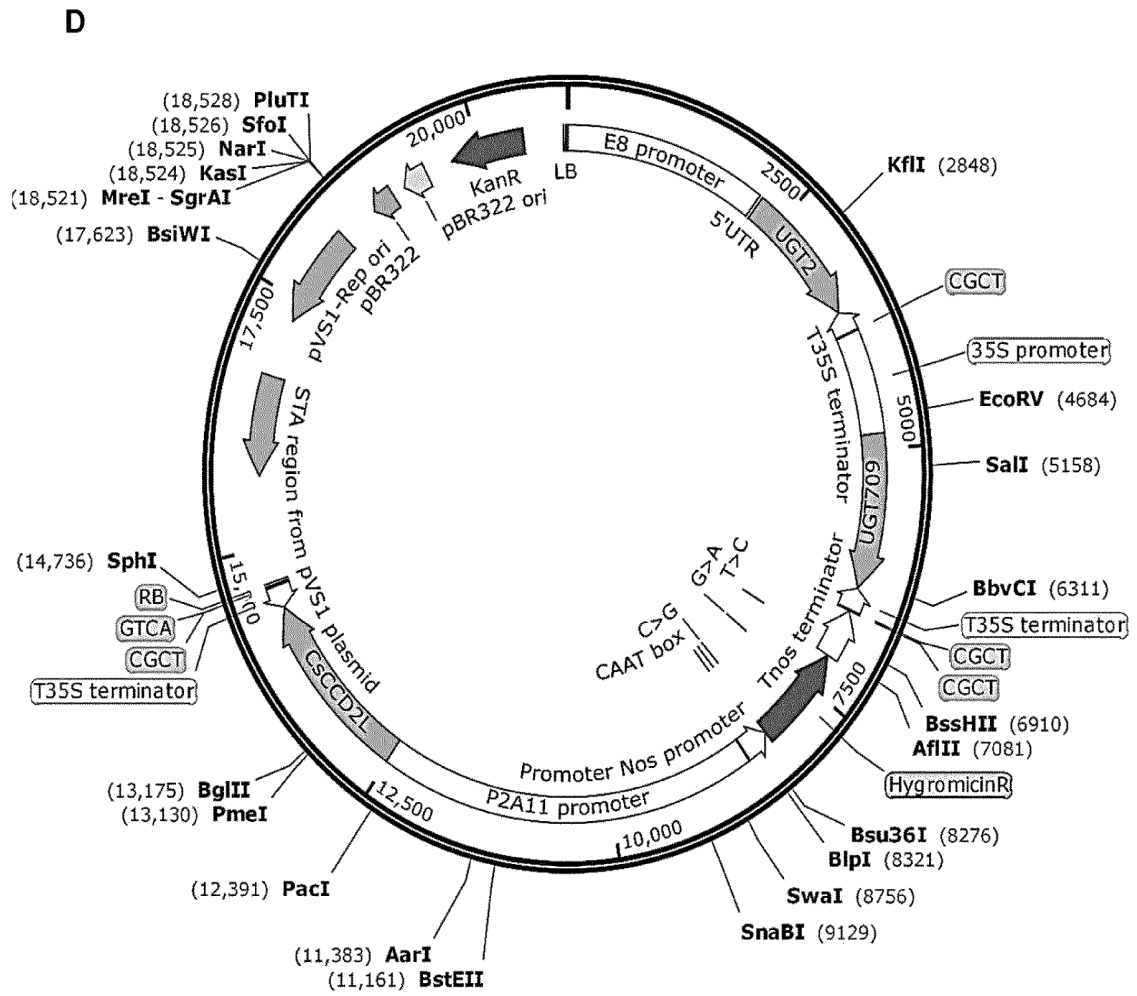 D
(18,528) PluTI
(18,526) SfoI
(18,525) NarI
(18,524) KasI
(18,521) MreI - SgrAI
(17,623) BsiWI
20,000
KanR
pBR322 ori
pBR322
pVS1-Rep ori
17,500
STA region from pVS1 plasmid
LB
E8 promoter
5'UTR
2500
UGT2
KflI (2848)
CGCT
35S promoter
T35S terminator
EcoRV (4684)
5000
SalI (5158)
UGT709
BbvCI (6311)
T35S terminator
CGCT
CGCT
BssHII (6910)
AflII (7081)
7500
HygromicinR
Tnos terminator
G>A
T>C
C>G
CAAT box
Promoter Nos promoter
P2A11 promoter
Bsu36I (8276)
BlpI (8321)
SwaI (8756)
SnaBI (9129)
10,000
(11,161) BstEII
(11,383) AarI
(12,391) PacI
12,500
(13,130) PmeI
(13,175) BglII
CsCCD2L
T35S terminator
CGCT
GTCA
RB
(14,736) SphI